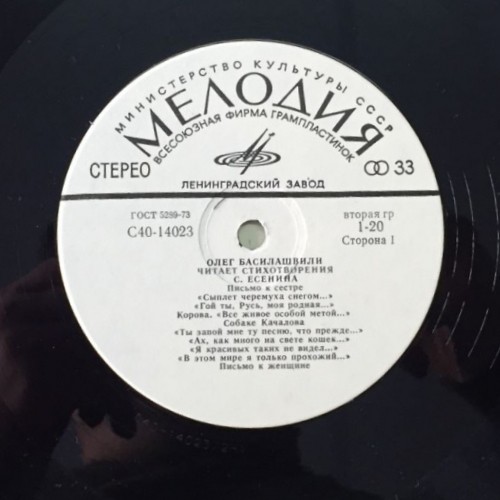 МИНИСТЕРСТВО КУЛЬТУРЫ СССР
МЕЛОДИЯ
ВСЕСОЮЗНАЯ ФИРМА ГРАМПЛАСТИНОК
СТЕРЕО
33
ЛЕНИНГРАДСКИЙ ЗАВОД
ГОСТ 5289-73
вторая гр
С40-14023
1-20
Сторона 1
ОЛЕГ БАСИЛАШВИЛИ
ЧИТАЕТ СТИХОТВОРЕНИЯ
С. ЕСЕНИНА
Письмо к сестре
«Сыплет черемуха снегом...»
«Гой ты, Русь, моя родная...»
Корова, «Все живое особой метой...»
Собаке Качалова
«Ты запой мне ту песню, что прежде...»
«Ах, как много на свете кошек...»
«Я красивых таких не видел...»
«В этом мире я только прохожий...»
Письмо к женщине